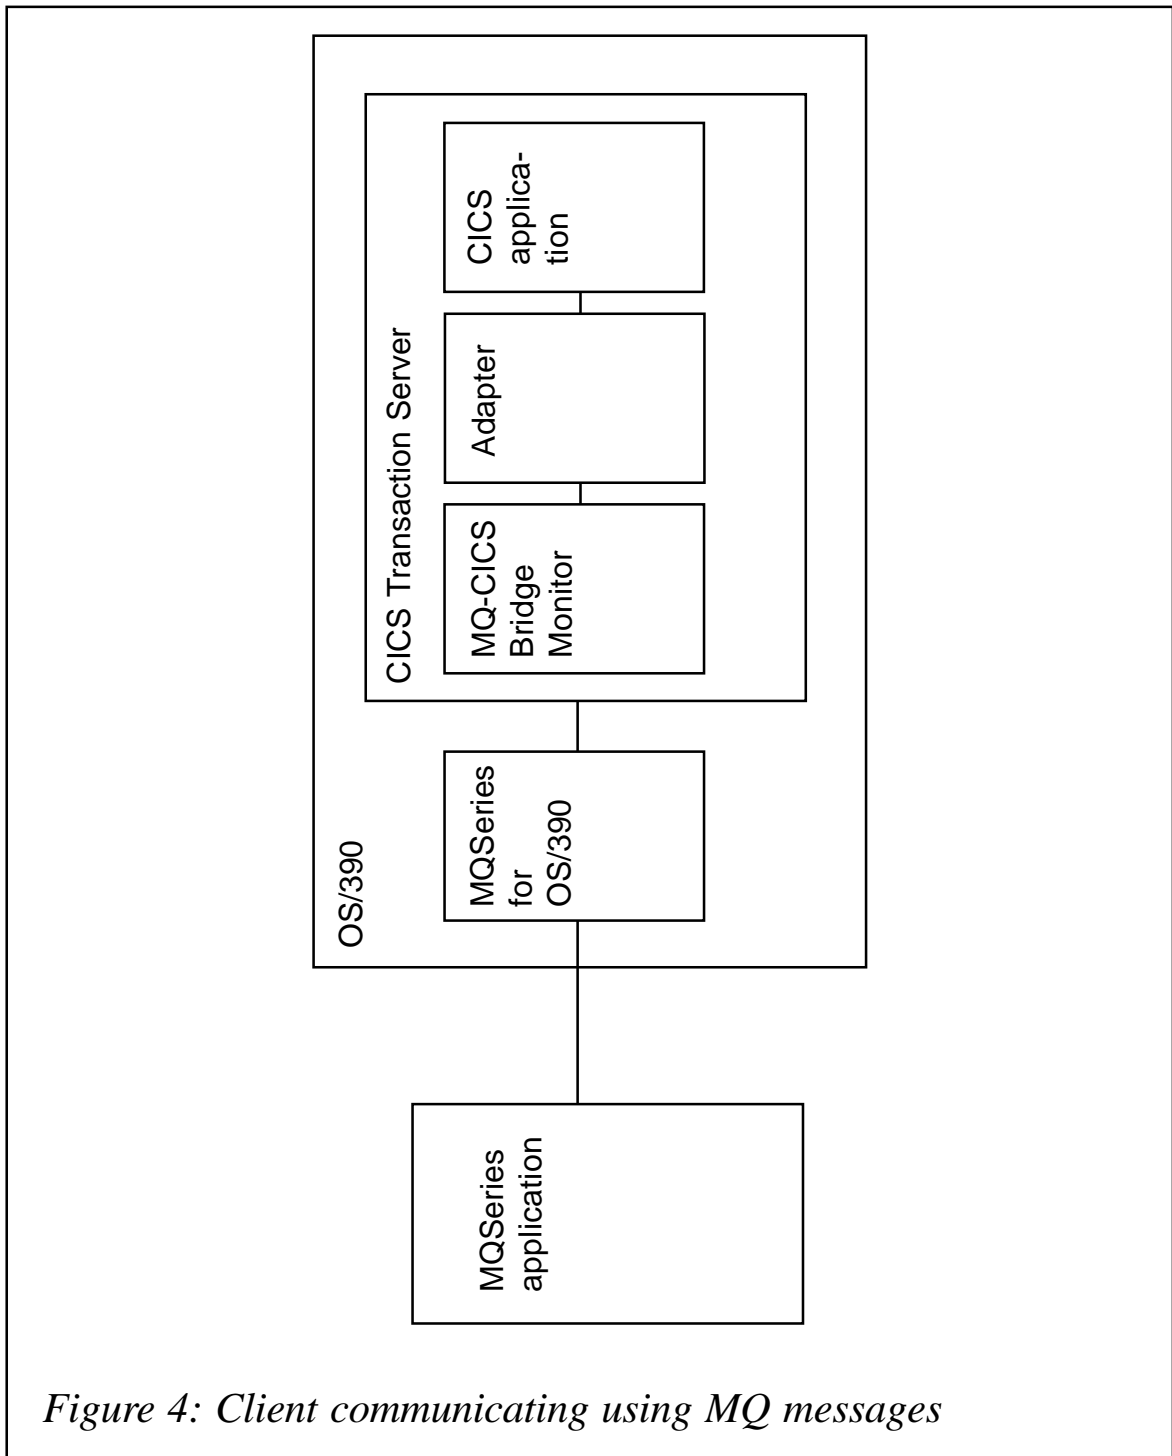 OS/390
CICS Transaction Server
MQSeries
application
MQSeries
for
OS/390
MQ-CICS
Bridge
Monitor
Adapter
CICS
applica-
tion
Figure 4: Client communicating using MQ messages